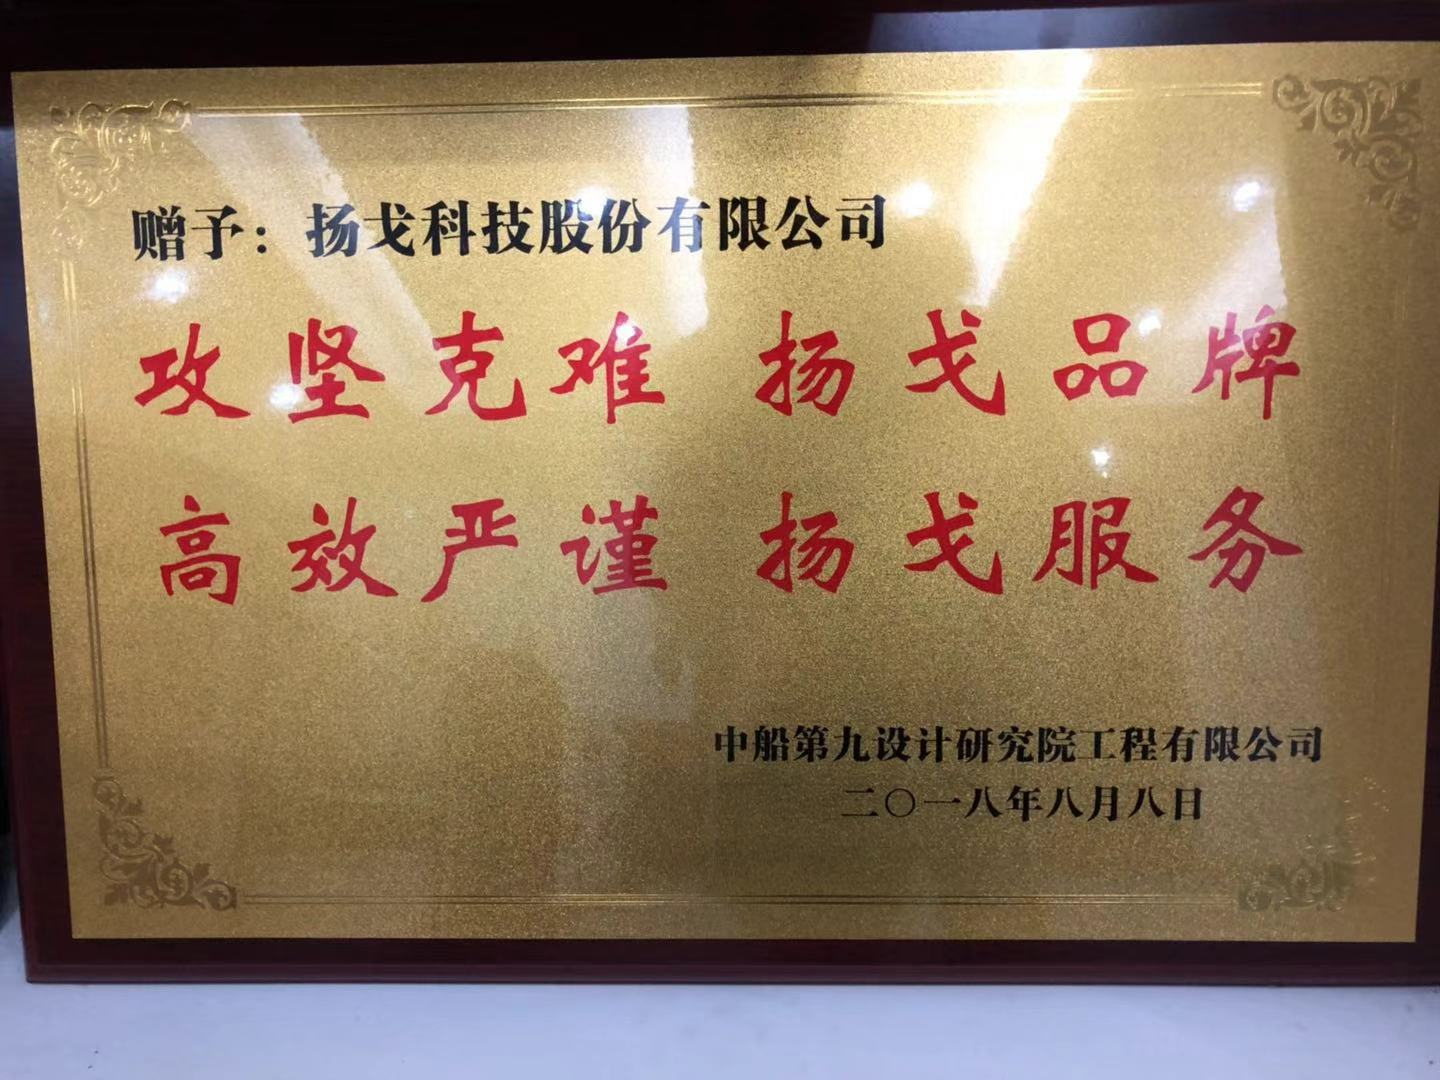 赠予：扬戈科技股份有限公司
攻坚克难 扬戈品牌
高效严谨 扬戈服务
中船第九设计研究院工程有限公司
二〇一八年八月八日